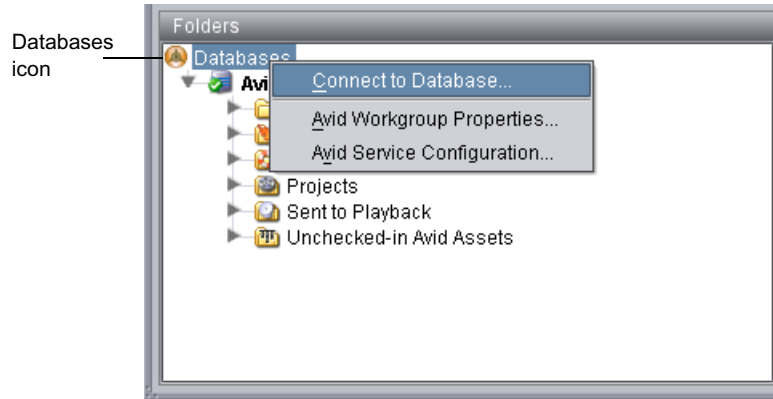 Folders
Databases
icon
Databases
Avi
Connect to Database...
Avid Workgroup Properties...
Avid Service Configuration...
Projects
Sent to Playback
Unchecked-in Avid Assets